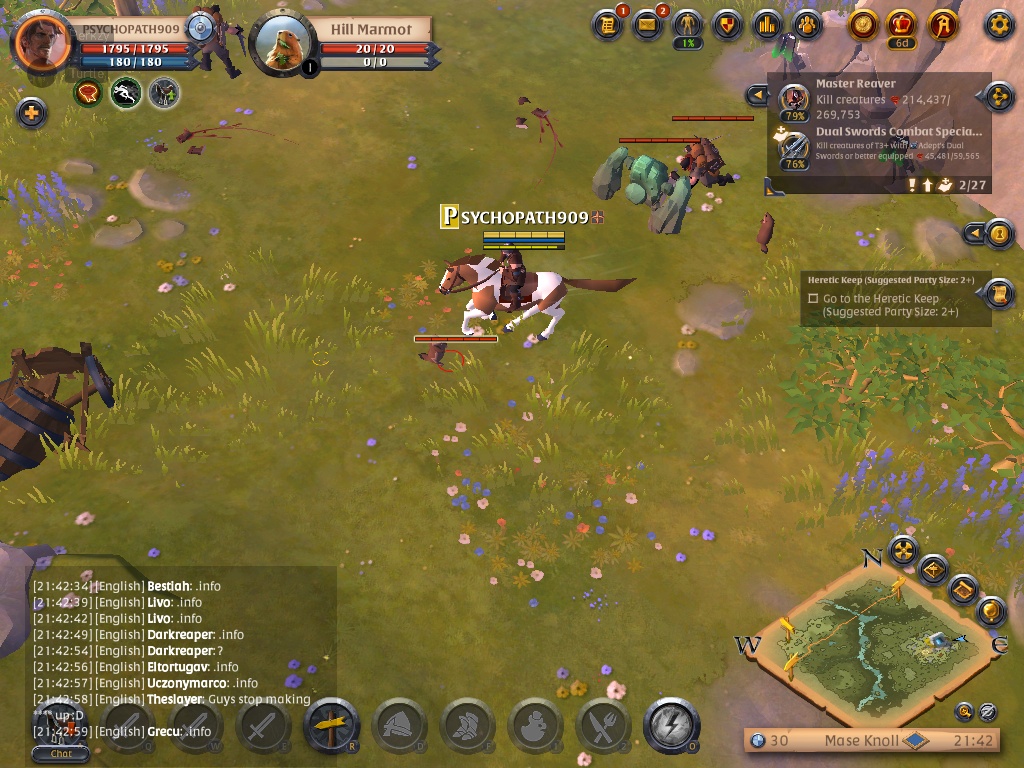 PSYCHOPATH909
1795/1795
180/180
Turtle
Hill Marmot
20/20
0/0
I
1
2
1%
6d
Master Reaver
Kill creatures 214,437/
269,753
79%
Dual Swords Combat Specia...
Kill creatures of T3+ with Adept's Dual
Swords or better equipped 45,481/59,565
76%
2/27
PSYCHOPATH909
Heretic Keep (Suggested Party Size: 2+)
Go to the Heretic Keep
(Suggested Party Size: 2+)
[21:42:34][English] Bestiah: .info
[21:42:39][English] Livo: .info
[21:42:42][English] Livo: .info
[21:42:49][English] Darkreaper: .info
[21:42:54][English] Darkreaper: ?
[21:42:56][English] Eltortugav: .info
[21:42:57][English] Uczonymarco: .info
[21:42:58][English] Theslayer: Guys stop making
**** up:D
[21:42:59][English] Grecu: .info
Chat
Q
W
E
R
D
F
2
O
N
W
E
30
Mase Knoll
21:42